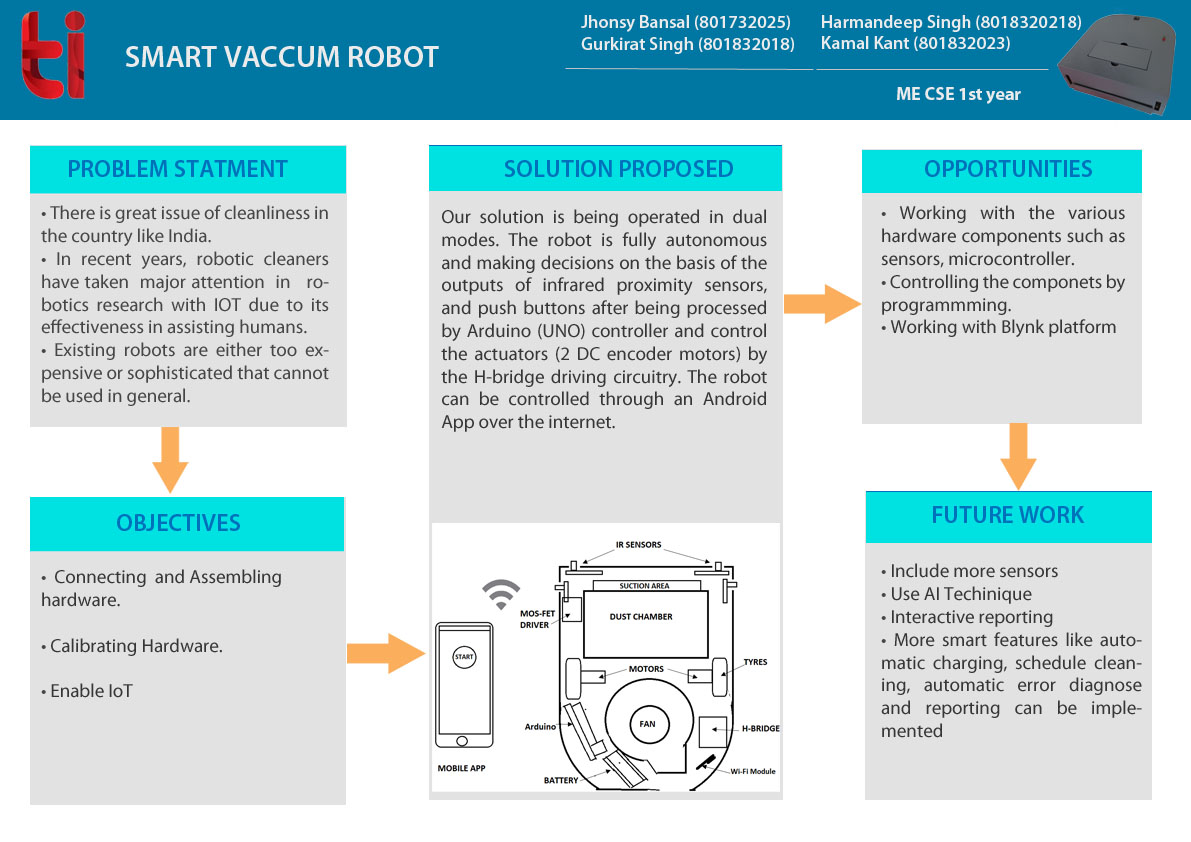 ti
SMART VACCUM ROBOT
Jhonsy Bansal (801732025)
Gurkirat Singh (801832018)
Harmandeep Singh (8018320218)
Kamal Kant (801832023)
ME CSE 1st year
PROBLEM STATMENT
• There is great issue of cleanliness in
the country like India.
• In recent years, robotic cleaners
have taken major attention in ro-
botics research with IOT due to its
effectiveness in assisting humans.
• Existing robots are either too ex-
pensive or sophisticated that cannot
be used in general.
OBJECTIVES
• Connecting and Assembling
hardware.
• Calibrating Hardware.
• Enable IoT
SOLUTION PROPOSED
Our solution is being operated in dual
modes. The robot is fully autonomous
and making decisions on the basis of the
outputs of infrared proximity sensors,
and push buttons after being processed
by Arduino (UNO) controller and control
the actuators (2 DC encoder motors) by
the H-bridge driving circuitry. The robot
can be controlled through an Android
App over the internet.
IR SENSORS
SUCTION AREA
MOS-FET
DRIVER
DUST CHAMBER
START
MOTORS
TYRES
FAN
Arduino
H-BRIDGE
MOBILE APP
BATTERY
Wi-Fi Module
OPPORTUNITIES
• Working with the various
hardware components such as
sensors, microcontroller.
• Controlling the componets by
programmming.
• Working with Blynk platform
FUTURE WORK
• Include more sensors
• Use AI Techinique
• Interactive reporting
• More smart features like auto-
matic charging, schedule clean-
ing, automatic error diagnose
and reporting can be imple-
mented